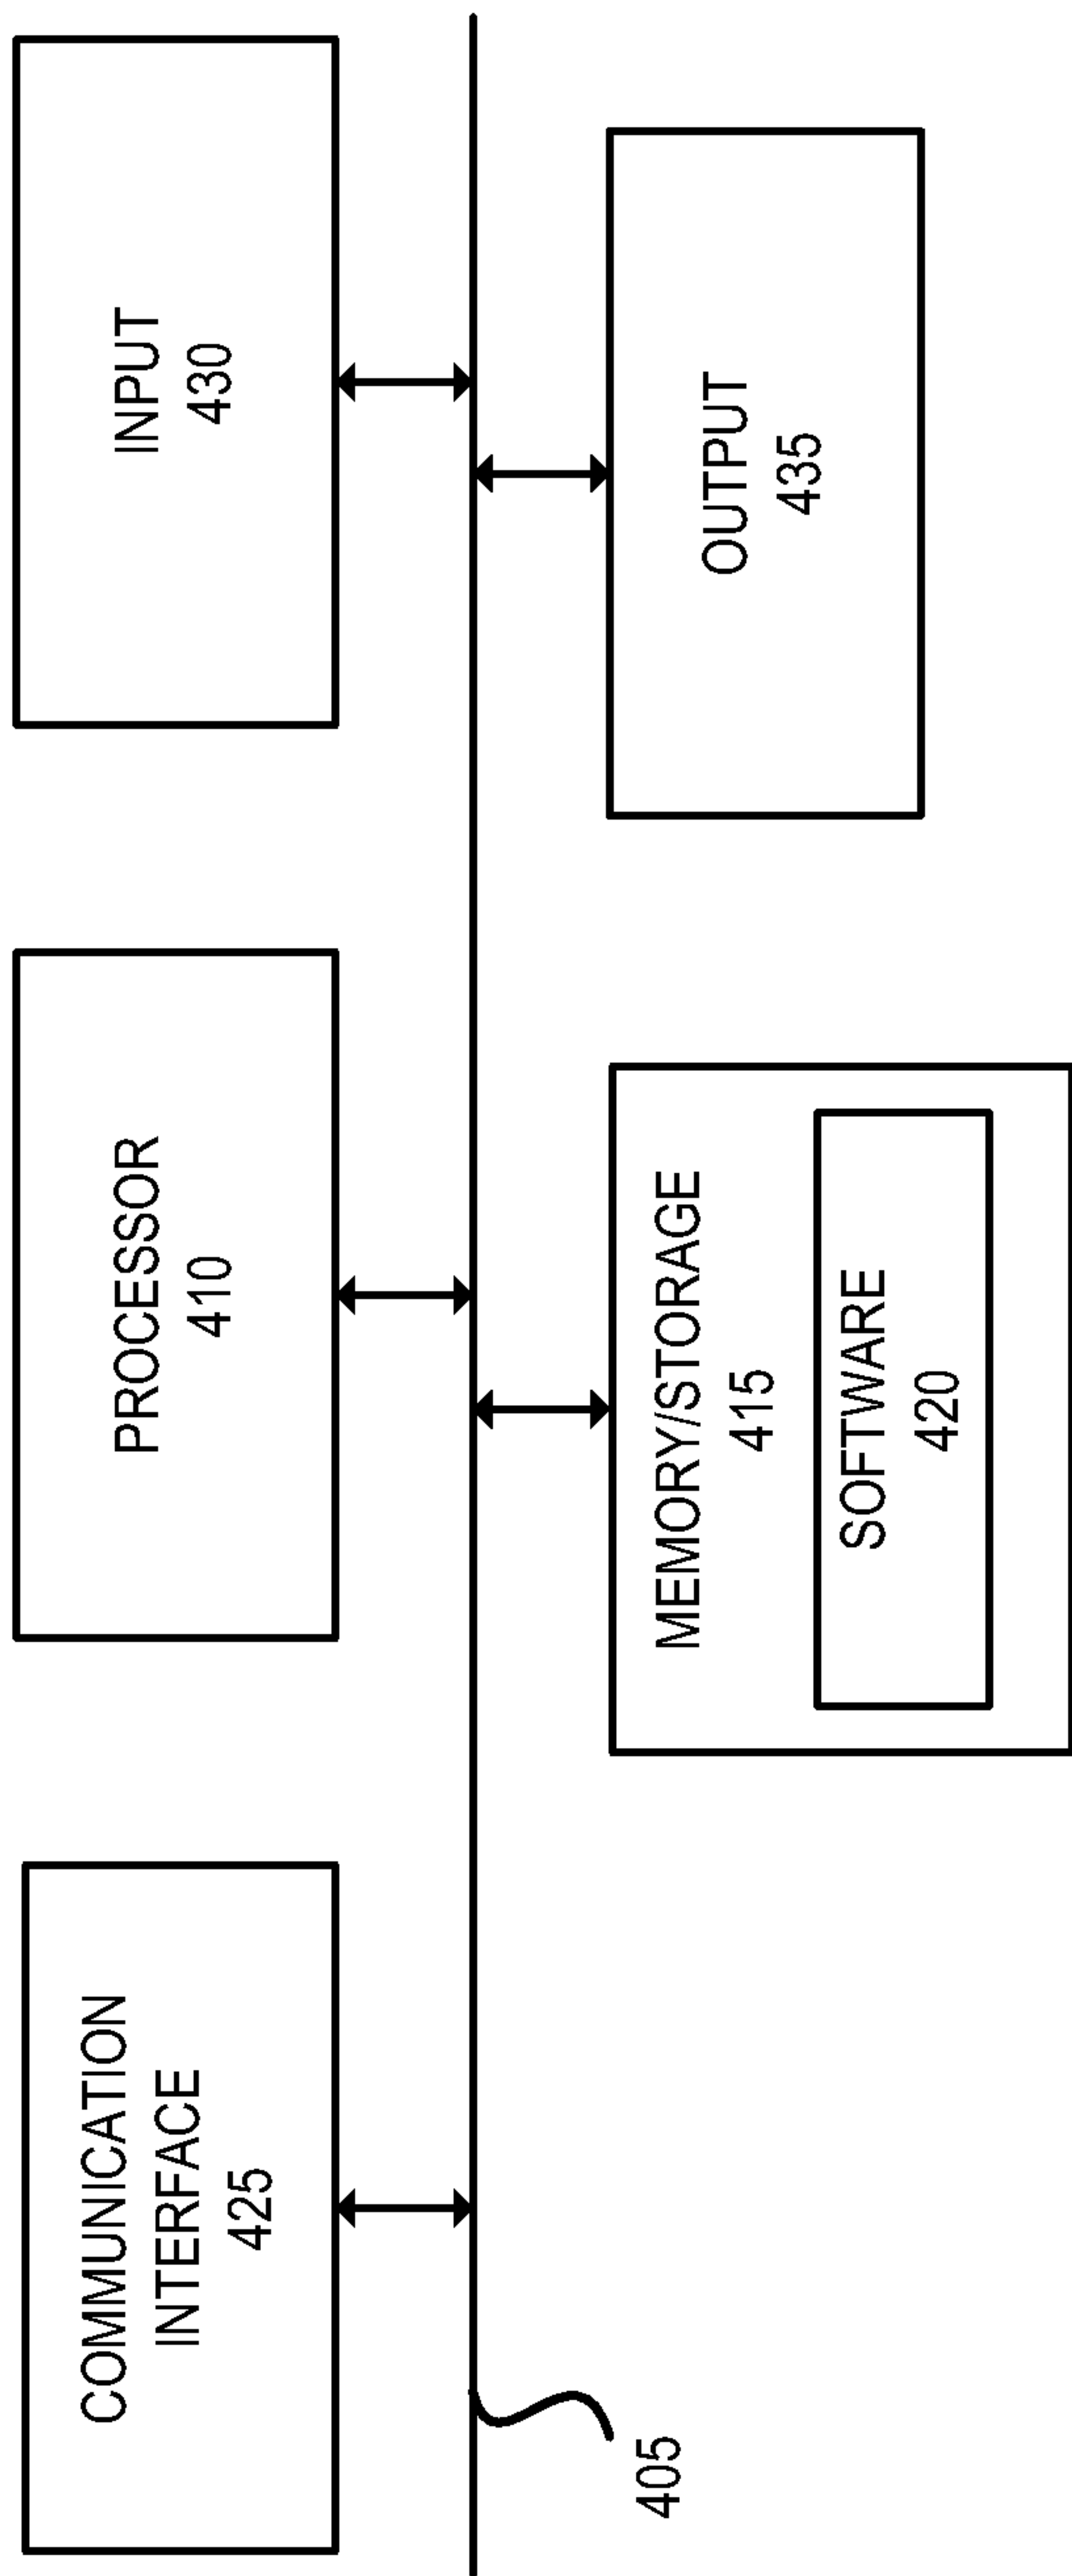 COMMUNICATION
INTERFACE
425
PROCESSOR
410
INPUT
430
405
MEMORY/STORAGE
415
SOFTWARE
420
OUTPUT
435